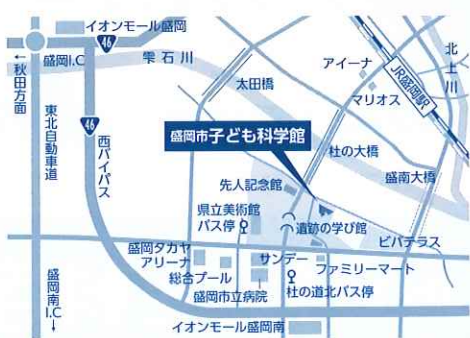 イオンモール盛岡
46
盛岡I.C
雫石川
←秋田方面
東北自動車道
46
西バイパス
太田橋
アイーナ
マリオス
JR盛岡駅
北上川
盛岡市子ども科学館
杜の大橋
盛南大橋
先人記念館
県立美術館
バス停
遺跡の学び館
ビバテラス
盛岡タカヤ
アリーナ
総合プール
サンデー
ファミリーマート
盛岡市立病院
杜の道北バス停
盛岡南I.C→
イオンモール盛岡南